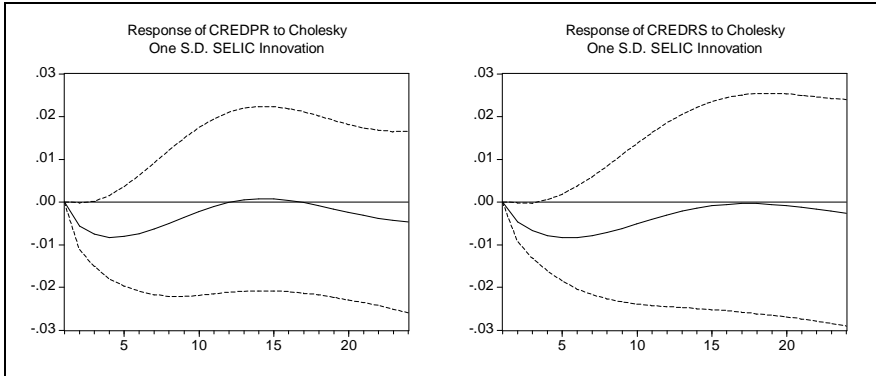 Response of CREDPR to Cholesky
One S.D. SELIC Innovation
.03
.02
.01
.00
-.01
-.02
-.03
5 10 15 20
Response of CREDRS to Cholesky
One S.D. SELIC Innovation
.03
.02
.01
.00
-.01
-.02
-.03
5 10 15 20